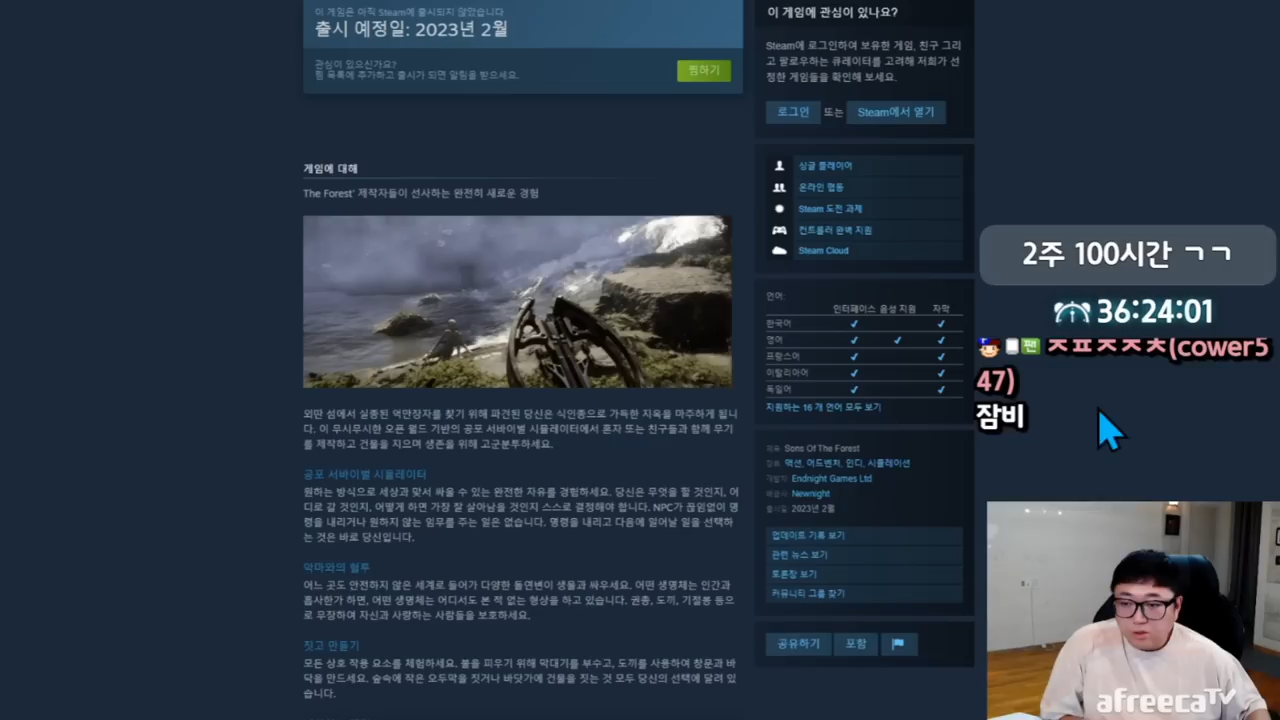 이 게임은 아직 Steam에 출시되지 않았습니다
출시 예정일: 2023년 2월
관심이 있으신가요?
찜 목록에 추가하고 출시가 되면 알림을 받으세요.
찜하기
게임에 대해
The Forest' 제작자들이 선사하는 완전히 새로운 경험
외딴 섬에서 실종된 억만장자를 찾기 위해 파견된 당신은 식인종으로 가득한 지옥을 마주하게 됩니
다. 이 무시무시한 오픈 월드 기반의 공포 서바이벌 시뮬레이터에서 혼자 또는 친구들과 함께 무기
를 제작하고 건물을 지으며 생존을 위해 고군분투하세요.
공포 서바이벌 시뮬레이터
원하는 방식으로 세상과 맞서 싸울 수 있는 완전한 자유를 경험하세요. 당신은 무엇을 할 것인지, 어
디로 갈 것인지, 어떻게 하면 가장 잘 살아남을 것인지 스스로 결정해야 합니다. NPC가 끊임없이 명
령을 내리거나 원하지 않는 임무를 주는 일은 없습니다. 명령을 내리고 다음에 일어날 일을 선택하
는 것은 바로 당신입니다.
악마와의 혈투
어느 곳도 안전하지 않은 세계로 들어가 다양한 돌연변이 생물과 싸우세요. 어떤 생명체는 인간과
흡사한가 하면, 어떤 생명체는 어디서도 본 적 없는 형상을 하고 있습니다. 권총, 도끼, 기절봉 등으
로 무장하여 자신과 사랑하는 사람들을 보호하세요.
짓고 만들기
모든 상호 작용 요소를 체험하세요. 불을 피우기 위해 막대기를 부수고, 도끼를 사용하여 창문과 바
닥을 만드세요. 숲속에 작은 오두막을 짓거나 바닷가에 건물을 짓는 것 모두 당신의 선택에 달려 있
습니다.
이 게임에 관심이 있나요?
Steam에 로그인하여 보유한 게임, 친구 그리
고 팔로우하는 큐레이터를 고려해 저희가 선
정한 게임들을 확인해 보세요.
로그인 또는 Steam에서 열기
싱글 플레이어
온라인 협동
Steam 도전 과제
컨트롤러 완벽 지원
Steam Cloud
언어:
인터페이스 음성 지원 자막
한국어 ✔ ✔
영어 ✔ ✔ ✔
프랑스어 ✔ ✔
이탈리아어 ✔ ✔
독일어 ✔ ✔
지원하는 16 개 언어 모두 보기
제목: Sons Of The Forest
장르: 액션, 어드벤처, 인디, 시뮬레이션
개발자: Endnight Games Ltd
배급사: Newnight
출시일: 2023년 2월
업데이트 기록 보기
관련 뉴스 보기
토론장 보기
커뮤니티 그룹 찾기
공유하기 포함
2주 100시간 ㄱㄱ
36:24:01
팬 ㅈㅍㅈㅈㅊ(cower5
47)
잠비
afreecaTV